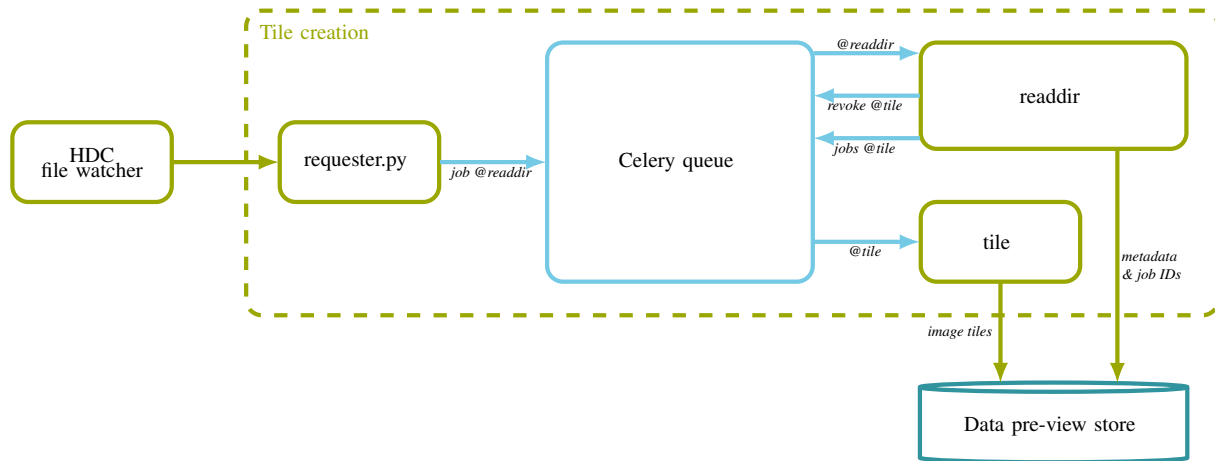 Tile creation
@readdir
readdir
revoke @tile
jobs @tile
HDC
file watcher
requester.py
job @readdir
Celery queue
@tile
tile
metadata
& job IDs
image tiles
Data pre-view store